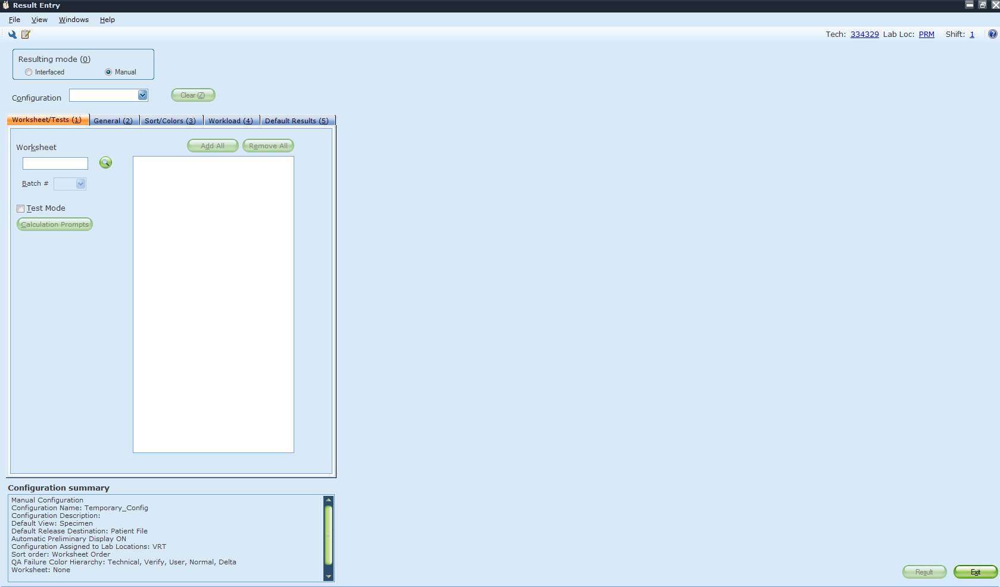 Result Entry
File View Windows Help
Tech: 334329 Lab Loc: PRM Shift: 1
Resulting mode (0)
Interfaced Manual
Configuration Clear (Z)
Worksheet/Tests (1) General (2) Sort/Colors (3) Workload (4) Default Results (5)
Worksheet Add All Remove All
Batch #
Test Mode
Calculation Prompts
Configuration summary
Manual Configuration
Configuration Name: Temporary_Config
Configuration Description:
Default View: Specimen
Default Release Destination: Patient File
Automatic Preliminary Display ON
Configuration Assigned to Lab Locations: VRT
Sort order: Worksheet Order
QA Failure Color Hierarchy: Technical, Verify, User, Normal, Delta
Worksheet: None
Result Exit